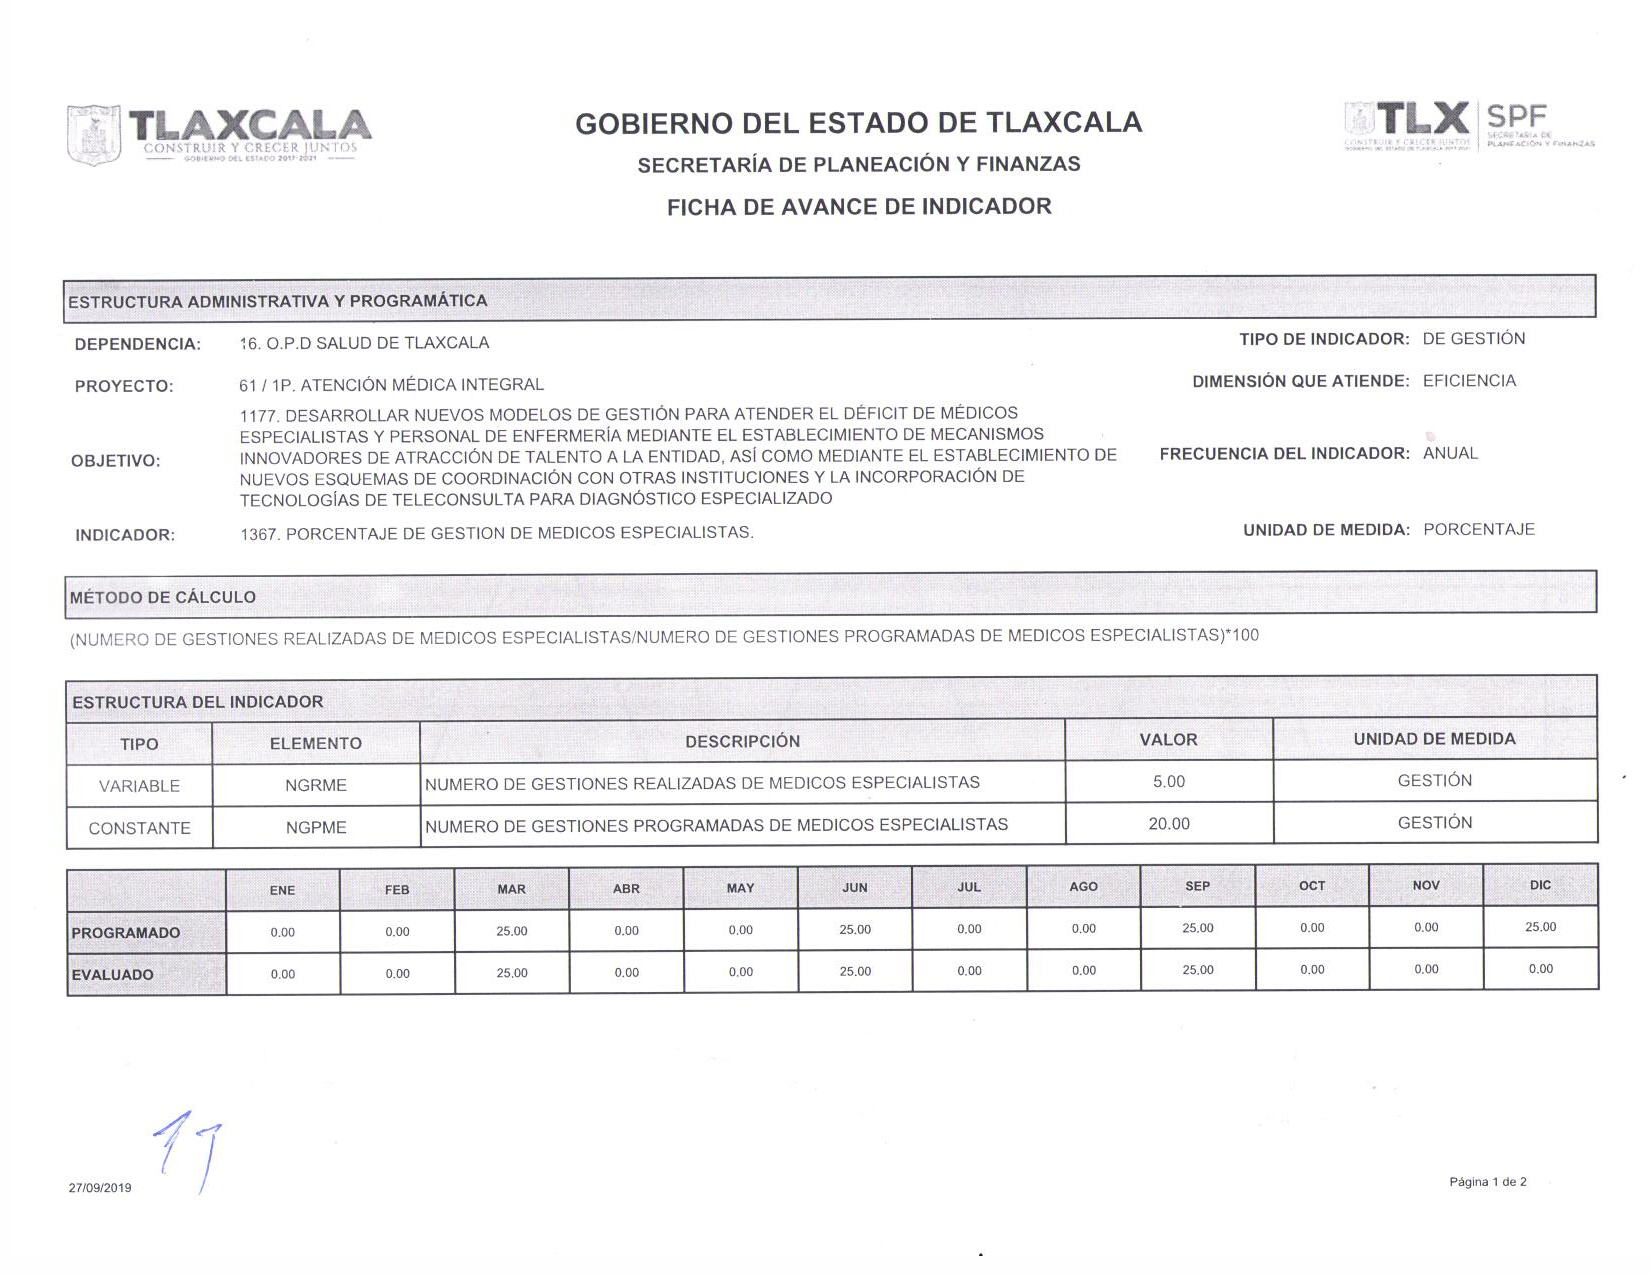 TLAXCALA
CONSTRUIR Y CRECER JUNTOS
GOBIERNO DEL ESTADO 2017-2021
GOBIERNO DEL ESTADO DE TLAXCALA
SECRETARÍA DE PLANEACIÓN Y FINANZAS
FICHA DE AVANCE DE INDICADOR
TLX
CONSTRUIR Y CRECER JUNTOS
SPF
SECRETARÍA DE
PLANEACIÓN Y FINANZAS
ESTRUCTURA ADMINISTRATIVA Y PROGRAMÁTICA
DEPENDENCIA: 16. O.P.D SALUD DE TLAXCALA TIPO DE INDICADOR: DE GESTIÓN
PROYECTO: 61 / 1P. ATENCIÓN MÉDICA INTEGRAL DIMENSIÓN QUE ATIENDE: EFICIENCIA
1177. DESARROLLAR NUEVOS MODELOS DE GESTIÓN PARA ATENDER EL DÉFICIT DE MÉDICOS
ESPECIALISTAS Y PERSONAL DE ENFERMERÍA MEDIANTE EL ESTABLECIMIENTO DE MECANISMOS
OBJETIVO: INNOVADORES DE ATRACCIÓN DE TALENTO A LA ENTIDAD, ASÍ COMO MEDIANTE EL ESTABLECIMIENTO DE FRECUENCIA DEL INDICADOR: ANUAL
NUEVOS ESQUEMAS DE COORDINACIÓN CON OTRAS INSTITUCIONES Y LA INCORPORACIÓN DE
TECNOLOGÍAS DE TELECONSULTA PARA DIAGNÓSTICO ESPECIALIZADO
INDICADOR: 1367. PORCENTAJE DE GESTION DE MEDICOS ESPECIALISTAS. UNIDAD DE MEDIDA: PORCENTAJE
MÉTODO DE CÁLCULO
(NUMERO DE GESTIONES REALIZADAS DE MEDICOS ESPECIALISTAS/NUMERO DE GESTIONES PROGRAMADAS DE MEDICOS ESPECIALISTAS)*100
ESTRUCTURA DEL INDICADOR
TIPO ELEMENTO DESCRIPCIÓN VALOR UNIDAD DE MEDIDA
VARIABLE NGRME NUMERO DE GESTIONES REALIZADAS DE MEDICOS ESPECIALISTAS 5.00 GESTIÓN
CONSTANTE NGPME NUMERO DE GESTIONES PROGRAMADAS DE MEDICOS ESPECIALISTAS 20.00 GESTIÓN
ENE FEB MAR ABR MAY JUN JUL AGO SEP OCT NOV DIC
PROGRAMADO 0.00 0.00 25.00 0.00 0.00 25.00 0.00 0.00 25.00 0.00 0.00 25.00
EVALUADO 0.00 0.00 25.00 0.00 0.00 25.00 0.00 0.00 25.00 0.00 0.00 0.00
27/09/2019
Página 1 de 2